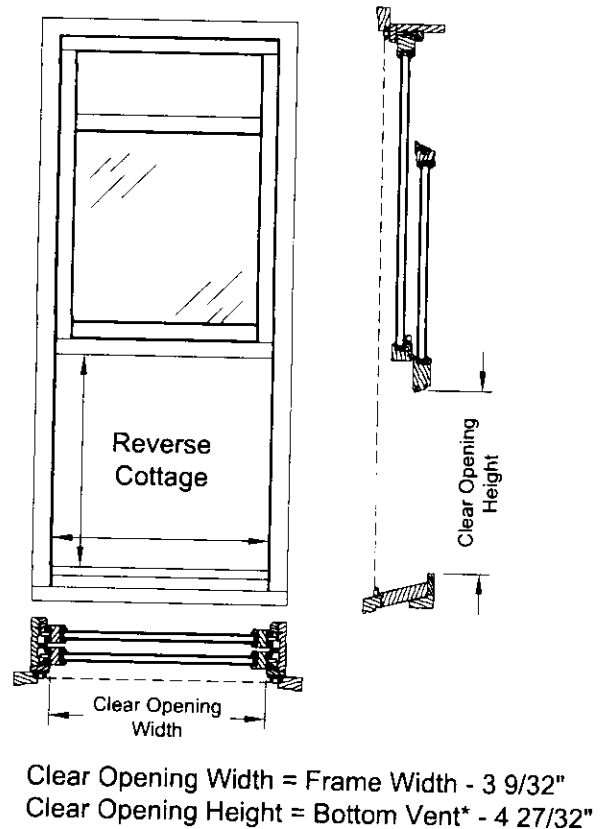 Reverse
Cottage
Clear Opening
Height
Clear Opening
Width
Clear Opening Width = Frame Width - 3 9/32"
Clear Opening Height = Bottom Vent* - 4 27/32"